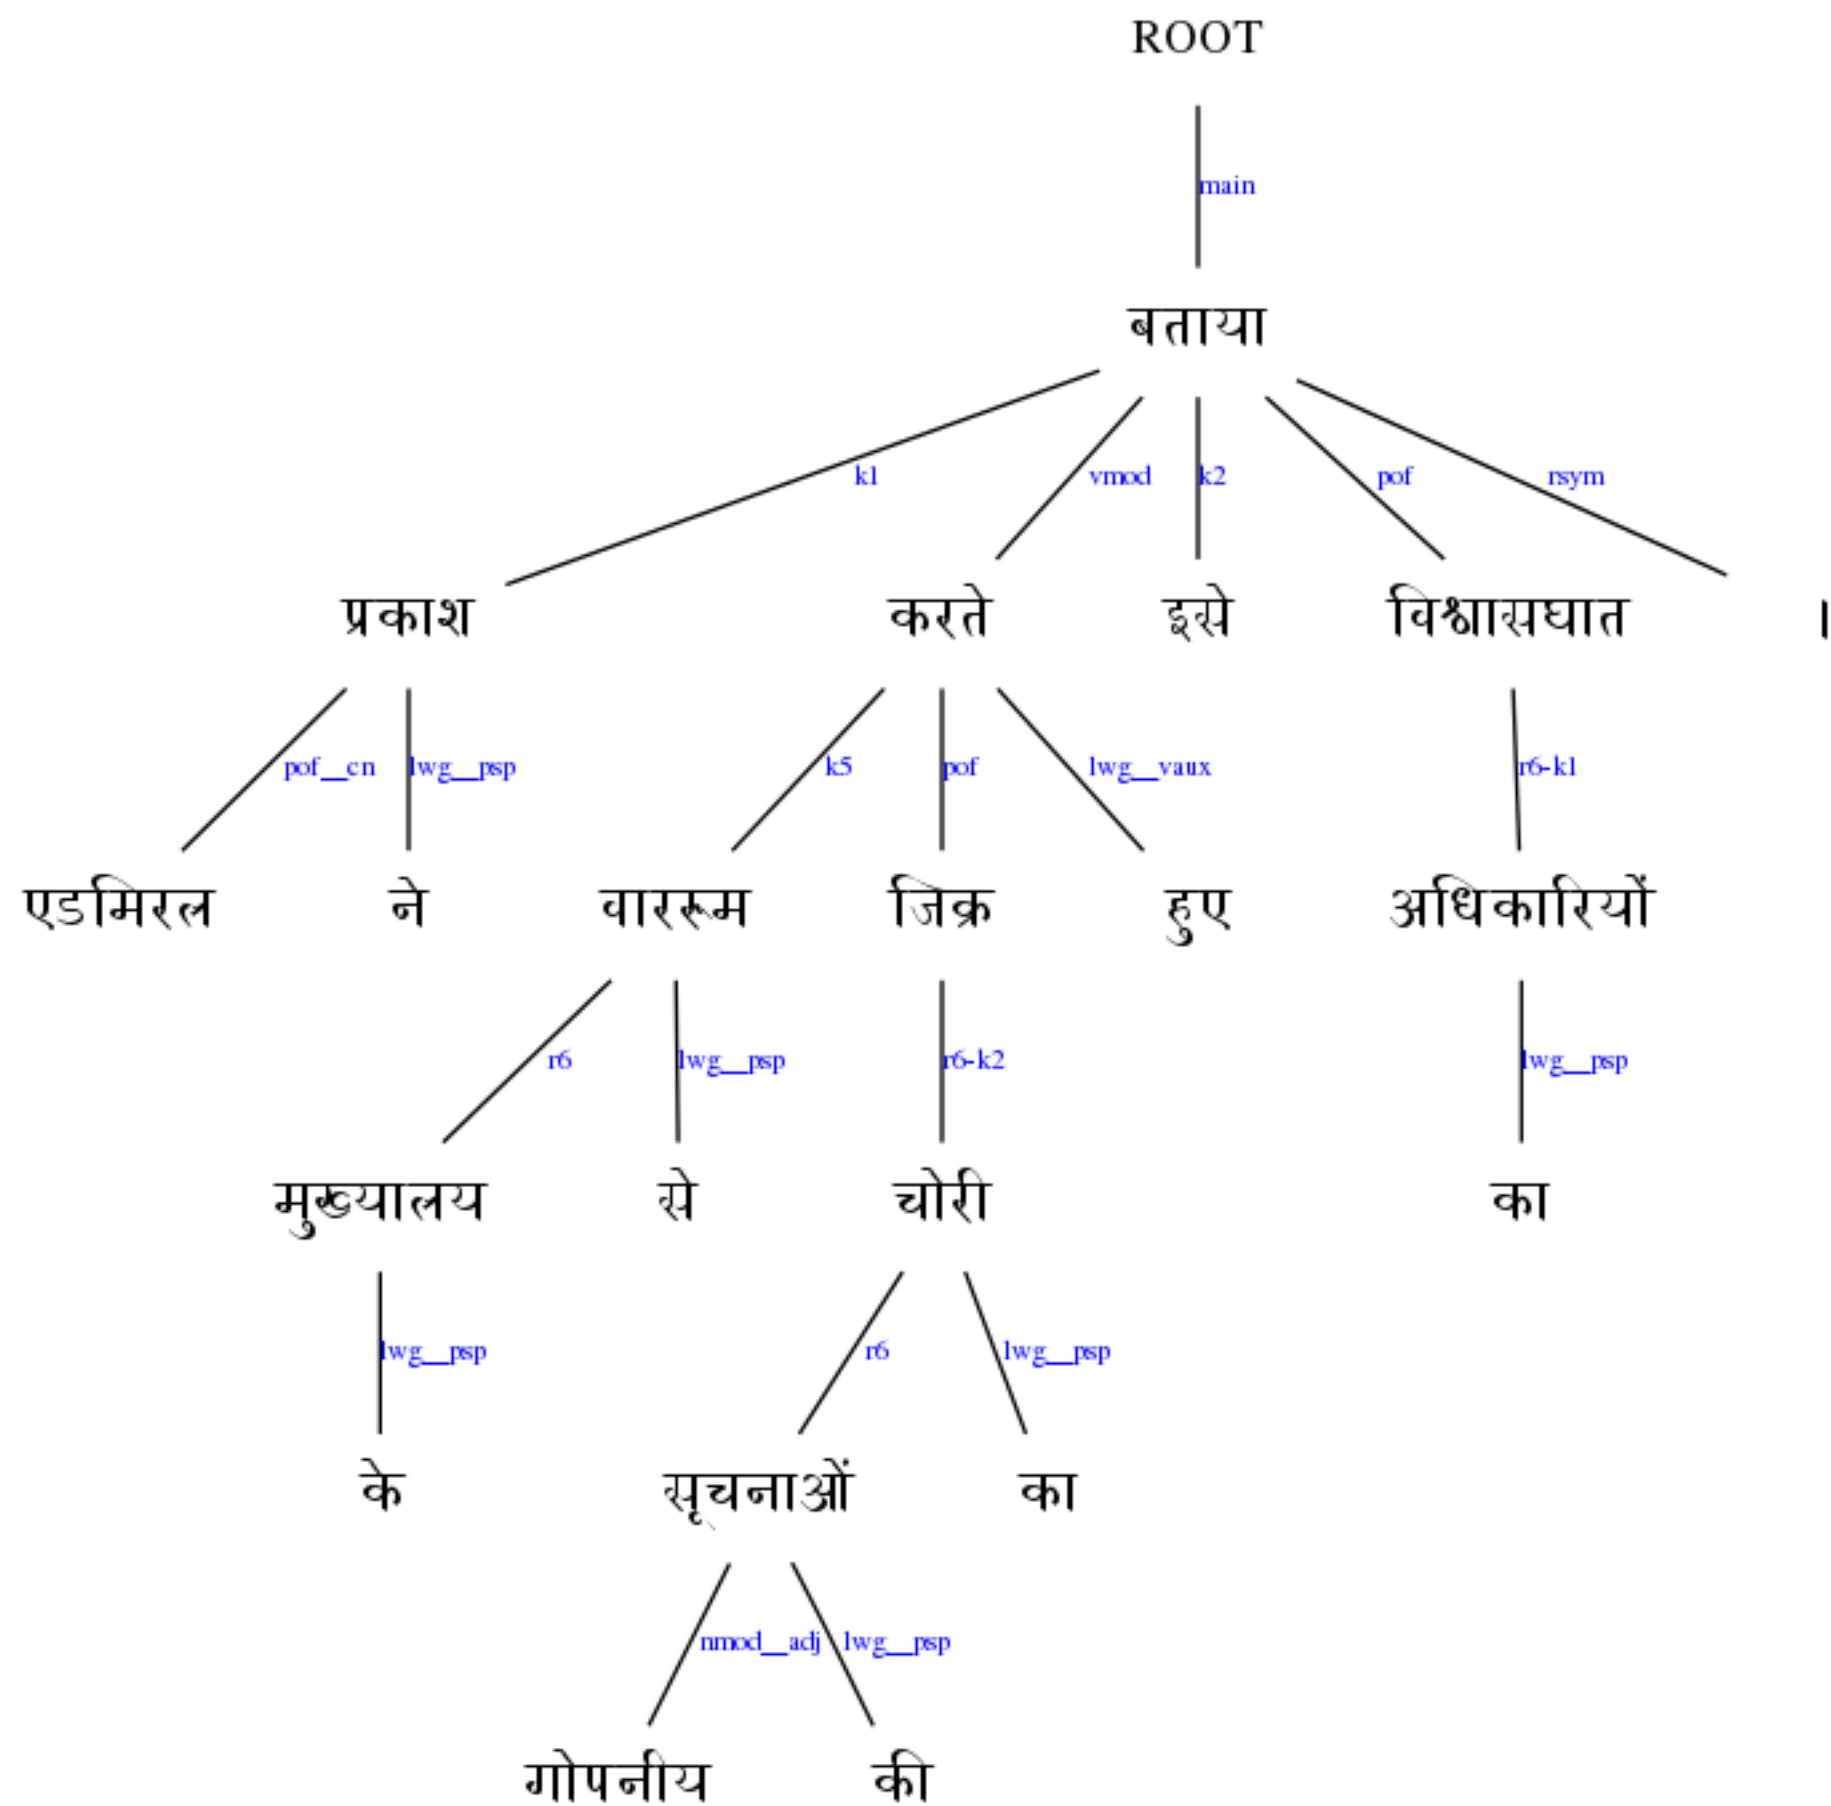 ROOT
main
बताया
k1 vmod k2 pof rsym
प्रकाश करते इसे विश्वासघात ।
pof__cn lwg__psp k5 pof lwg__vaux r6-k1
एडमिरल ने वाररूम जिक्र हुए अधिकारियों
r6 lwg__psp r6-k2 lwg__psp
मुख्यालय से चोरी का
lwg__psp r6 lwg__psp
के सूचनाओं का
nmod__adj lwg__psp
गोपनीय की